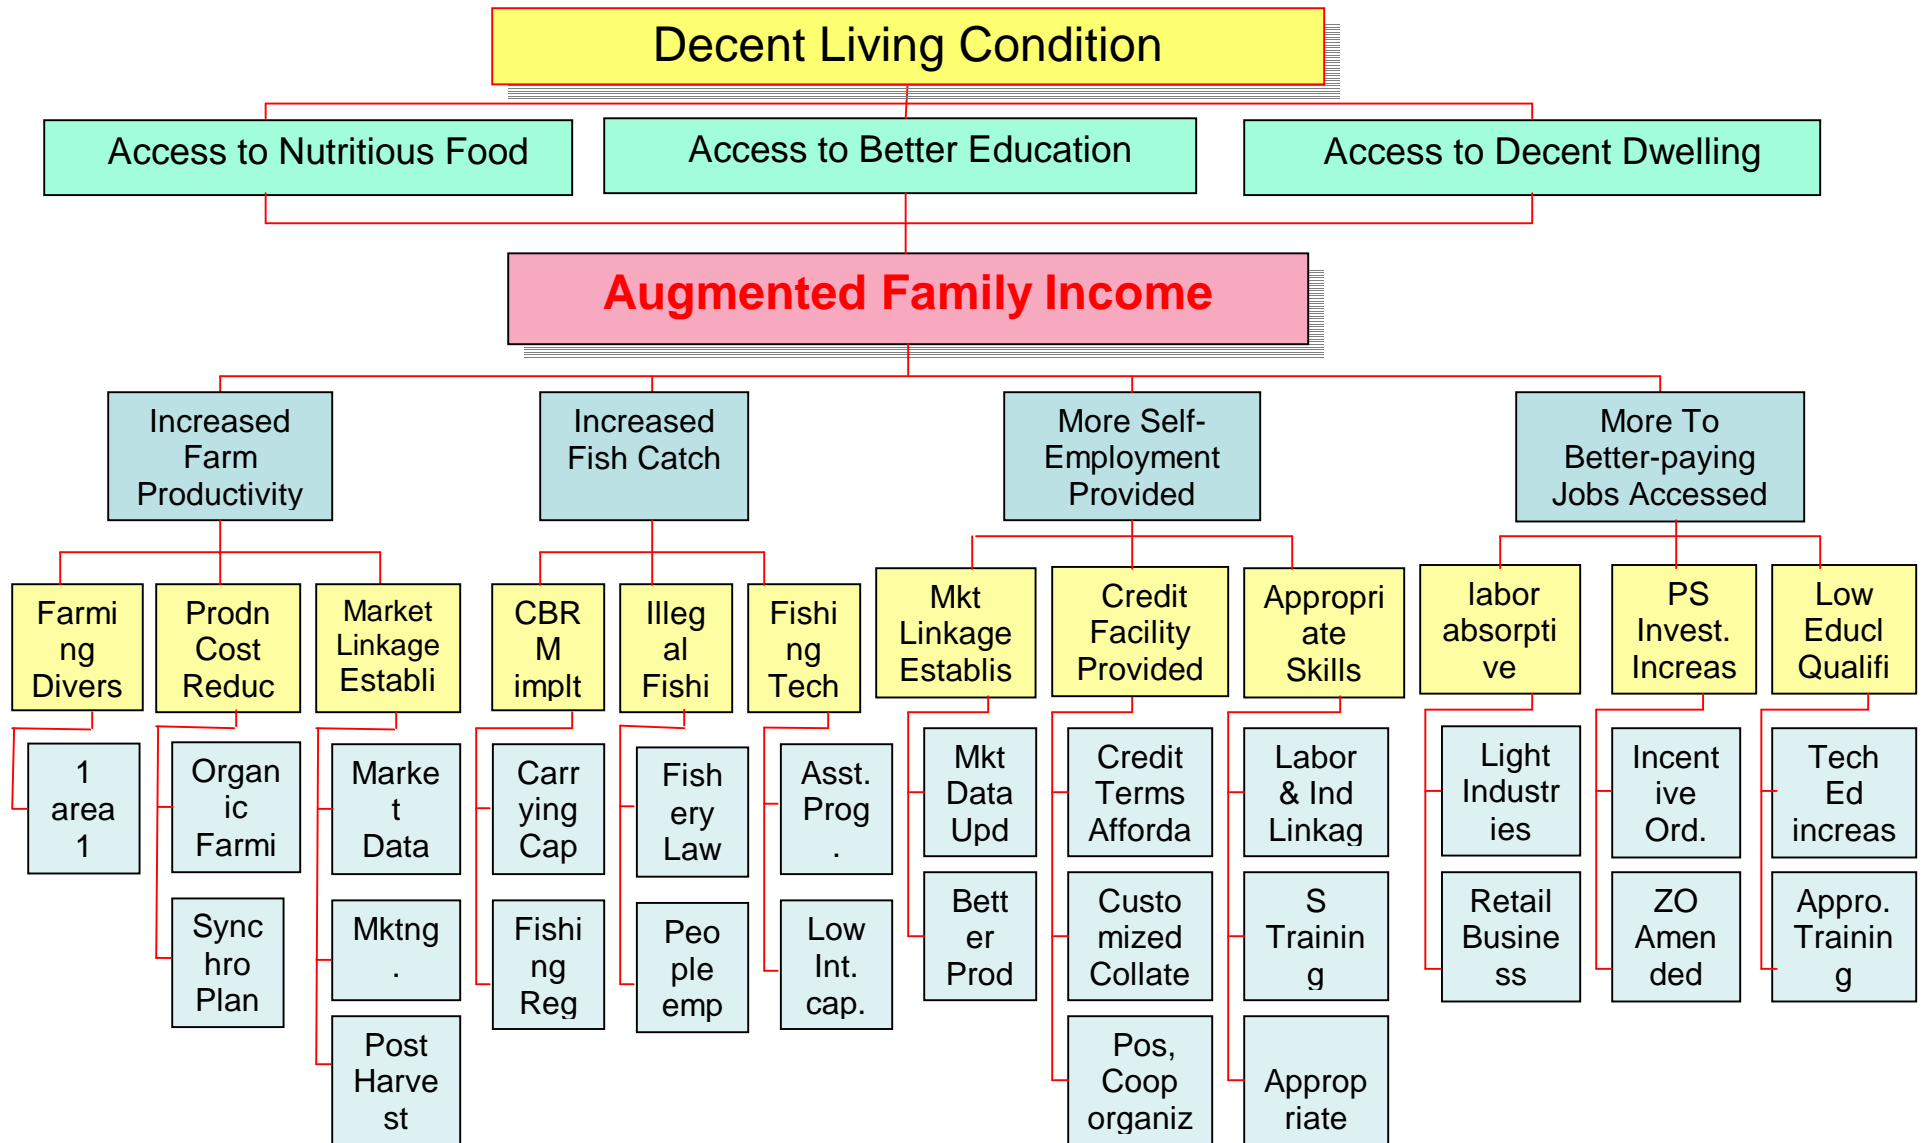 Decent Living Condition
Access to Nutritious Food
Access to Better Education
Access to Decent Dwelling
Augmented Family Income
Increased
Farm
Productivity
Increased
Fish Catch
More Self-
Employment
Provided
More To
Better-paying
Jobs Accessed
Farmi
ng
Divers
Prodn
Cost
Reduc
Market
Linkage
Establi
CBR
M
implt
Illeg
al
Fishi
Fishi
ng
Tech
Mkt
Linkage
Establis
Credit
Facility
Provided
Appropri
ate
Skills
labor
absorpti
ve
PS
Invest.
Increas
Low
Educl
Qualifi
1
area
1
Organ
ic
Farmi
Marke
t
Data
Carr
ying
Cap
Fish
ery
Law
Asst.
Prog
.
Mkt
Data
Upd
Credit
Terms
Afforda
Labor
& Ind
Linkag
Light
Industr
ies
Incent
ive
Ord.
Tech
Ed
increas
Sync
hro
Plan
Mktng
.
Fishi
ng
Reg
Peo
ple
emp
Low
Int.
cap.
Bett
er
Prod
Custo
mized
Collate
S
Trainin
g
Retail
Busine
ss
ZO
Amen
ded
Appro.
Trainin
g
Post
Harve
st
Pos,
Coop
organiz
Approp
riate